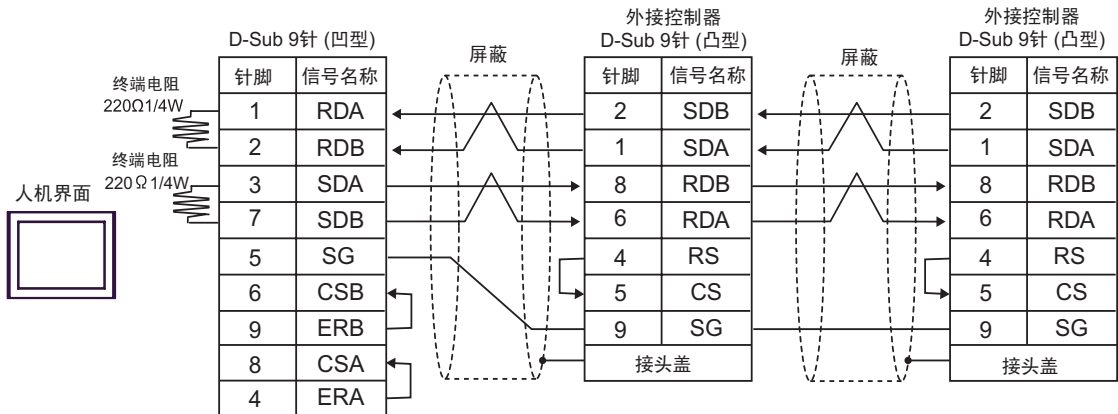 外接控制器
外接控制器
D-Sub 9针 (凹型)
D-Sub 9针 (凸型)
D-Sub 9针 (凸型)
屏蔽
屏蔽
终端电阻
220Ω1/4W
终端电阻
220Ω1/4W
人机界面
针脚 信号名称
1 RDA
2 RDB
3 SDA
7 SDB
5 SG
6 CSB
9 ERB
8 CSA
4 ERA
针脚 信号名称
2 SDB
1 SDA
8 RDB
6 RDA
4 RS
5 CS
9 SG
接头盖
针脚 信号名称
2 SDB
1 SDA
8 RDB
6 RDA
4 RS
5 CS
9 SG
接头盖